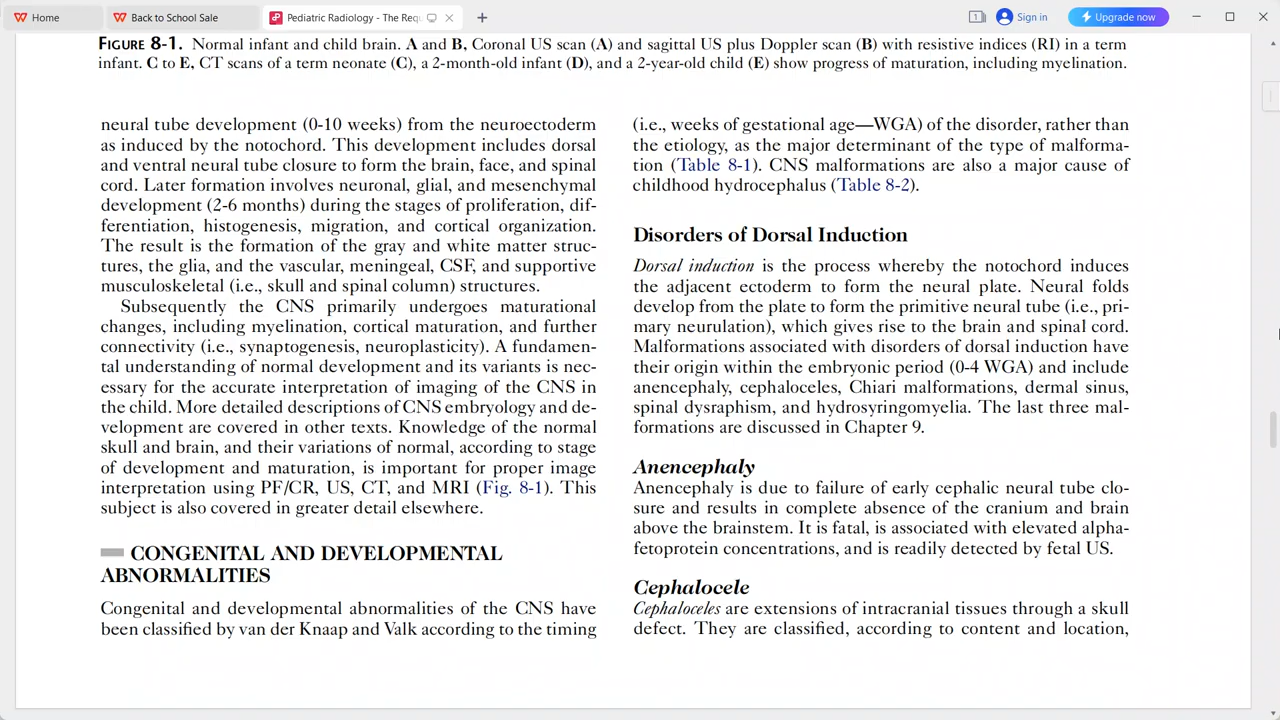 Home
Back to School Sale
Pediatric Radiology - The Requ
1
Sign in
Upgrade now
FIGURE 8-1. Normal infant and child brain. A and B, Coronal US scan (A) and sagittal US plus Doppler scan (B) with resistive indices (RI) in a term
infant. C to E, CT scans of a term neonate (C), a 2-month-old infant (D), and a 2-year-old child (E) show progress of maturation, including myelination.
neural tube development (0-10 weeks) from the neuroectoderm
as induced by the notochord. This development includes dorsal
and ventral neural tube closure to form the brain, face, and spinal
cord. Later formation involves neuronal, glial, and mesenchymal
development (2-6 months) during the stages of proliferation, dif-
ferentiation, histogenesis, migration, and cortical organization.
The result is the formation of the gray and white matter struc-
tures, the glia, and the vascular, meningeal, CSF, and supportive
musculoskeletal (i.e., skull and spinal column) structures.
Subsequently the CNS primarily undergoes maturational
changes, including myelination, cortical maturation, and further
connectivity (i.e., synaptogenesis, neuroplasticity). A fundamen-
tal understanding of normal development and its variants is nec-
essary for the accurate interpretation of imaging of the CNS in
the child. More detailed descriptions of CNS embryology and de-
velopment are covered in other texts. Knowledge of the normal
skull and brain, and their variations of normal, according to stage
of development and maturation, is important for proper image
interpretation using PF/CR, US, CT, and MRI (Fig. 8-1). This
subject is also covered in greater detail elsewhere.
CONGENITAL AND DEVELOPMENTAL
ABNORMALITIES
Congenital and developmental abnormalities of the CNS have
been classified by van der Knaap and Valk according to the timing
(i.e., weeks of gestational age—WGA) of the disorder, rather than
the etiology, as the major determinant of the type of malforma-
tion (Table 8-1). CNS malformations are also a major cause of
childhood hydrocephalus (Table 8-2).
Disorders of Dorsal Induction
Dorsal induction is the process whereby the notochord induces
the adjacent ectoderm to form the neural plate. Neural folds
develop from the plate to form the primitive neural tube (i.e., pri-
mary neurulation), which gives rise to the brain and spinal cord.
Malformations associated with disorders of dorsal induction have
their origin within the embryonic period (0-4 WGA) and include
anencephaly, cephaloceles, Chiari malformations, dermal sinus,
spinal dysraphism, and hydrosyringomyelia. The last three mal-
formations are discussed in Chapter 9.
Anencephaly
Anencephaly is due to failure of early cephalic neural tube clo-
sure and results in complete absence of the cranium and brain
above the brainstem. It is fatal, is associated with elevated alpha-
fetoprotein concentrations, and is readily detected by fetal US.
Cephalocele
Cephaloceles are extensions of intracranial tissues through a skull
defect. They are classified, according to content and location,